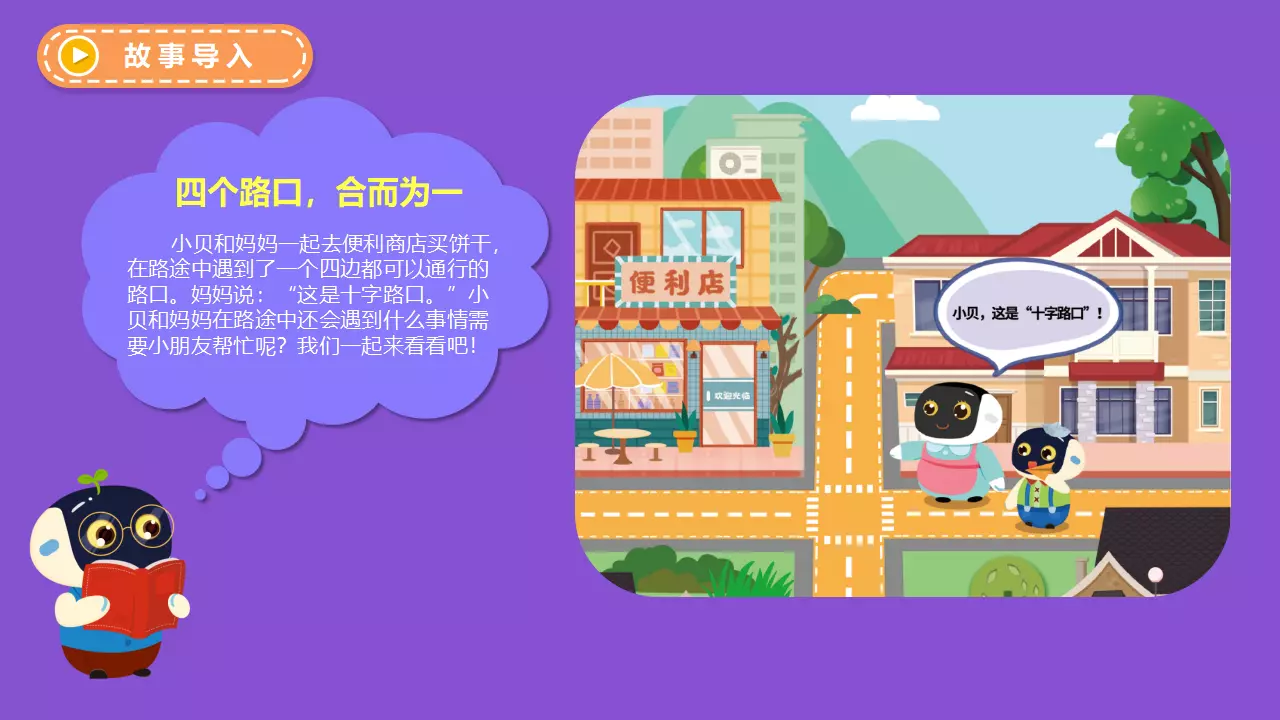 故事导入
四个路口，合而为一
小贝和妈妈一起去便利商店买饼干，
在路途中遇到了一个四边都可以通行的
路口。妈妈说：“这是十字路口。”小
贝和妈妈在路途中还会遇到什么事情需
要小朋友帮忙呢？我们一起来看看吧！
便利店
欢迎光临
小贝，这是“十字路口”！